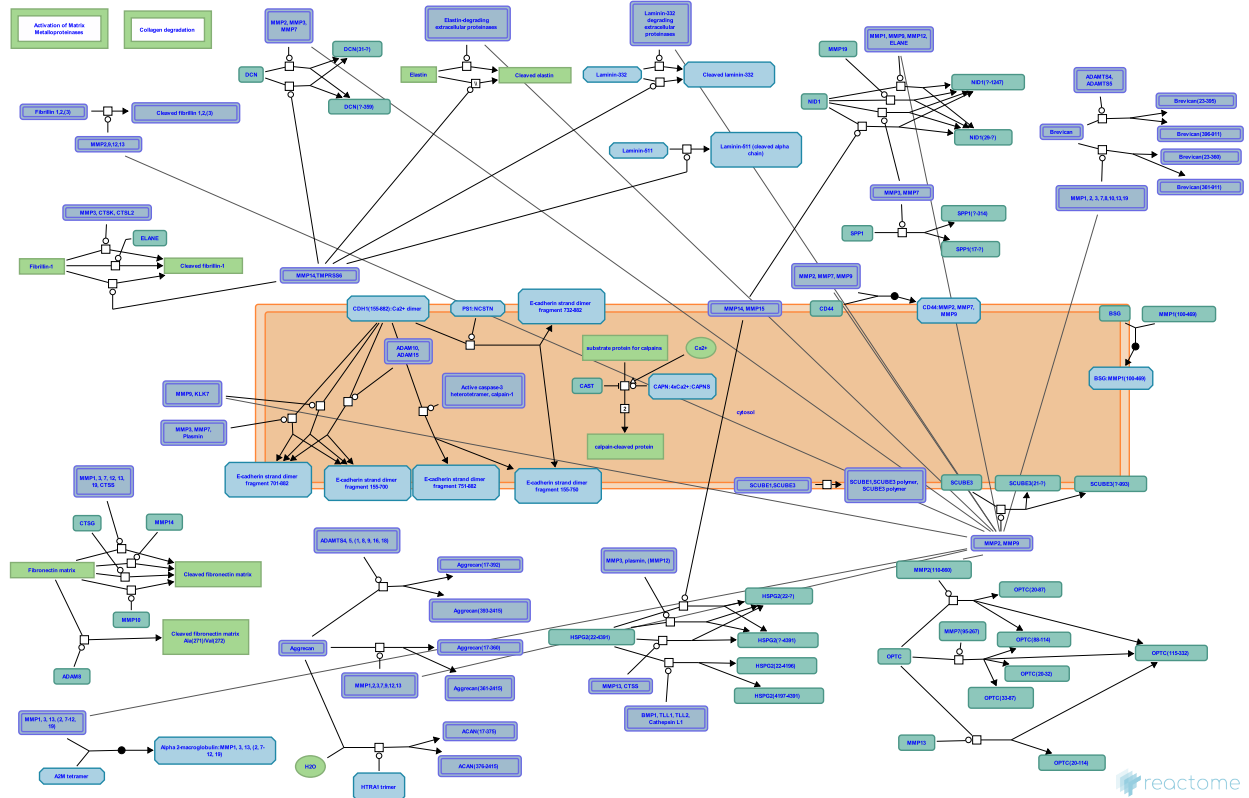 Activation of Matrix
Metalloproteinases
Collagen degradation
MMP2, MMP3,
MMP7
DCN
DCN(31-?)
DCN(?-359)
Elastin-degrading
extracellular proteinases
Elastin
Cleaved elastin
Laminin-332
degrading
extracellular
proteinases
Laminin-332
Cleaved laminin-332
Laminin-511
Laminin-511 (cleaved alpha
chain)
MMP19
MMP1, MMP9, MMP12,
ELANE
NID1
NID1(?-1247)
NID1(29-?)
MMP3, MMP7
SPP1
SPP1(?-314)
SPP1(17-?)
ADAMTS4,
ADAMTS5
Brevican
Brevican(23-395)
Brevican(396-911)
Brevican(23-360)
Brevican(361-911)
MMP1, 2, 3, 7,8,10,13,19
Fibrillin 1,2,(3)
Cleaved fibrillin 1,2,(3)
MMP2,9,12,13
MMP3, CTSK, CTSL2
ELANE
Fibrillin-1
Cleaved fibrillin-1
MMP14,TMPRSS6
MMP2, MMP7, MMP9
CD44
CD44:MMP2, MMP7,
MMP9
CDH1(155-882):Ca2+ dimer
PS1:NCSTN
E-cadherin strand dimer
fragment 732-882
MMP14, MMP15
BSG
MMP1(100-469)
BSG:MMP1(100-469)
ADAM10,
ADAM15
substrate protein for calpains
Ca2+
CAST
CAPN:4xCa2+:CAPNS
2
calpain-cleaved protein
cytosol
MMP9, KLK7
Active caspase-3
heterotetramer, calpain-1
MMP3, MMP7,
Plasmin
E-cadherin strand dimer
fragment 701-882
E-cadherin strand dimer
fragment 155-700
E-cadherin strand dimer
fragment 751-882
E-cadherin strand dimer
fragment 155-750
SCUBE1,SCUBE3
SCUBE1,SCUBE3 polymer,
SCUBE3 polymer
SCUBE3
SCUBE3(21-?)
SCUBE3(?-993)
MMP2, MMP9
MMP1, 3, 7, 12, 13,
19, CTSS
CTSG
MMP14
Fibronectin matrix
Cleaved fibronectin matrix
MMP10
Cleaved fibronectin matrix
Ala(271)/Val(272)
ADAM8
ADAMTS4, 5, (1, 8, 9, 16, 18)
Aggrecan(17-392)
Aggrecan(393-2415)
Aggrecan
Aggrecan(17-360)
MMP1,2,3,7,9,12,13
Aggrecan(361-2415)
ACAN(17-375)
ACAN(376-2415)
H2O
HTRA1 trimer
MMP1, 3, 13, (2, 7-12,
19)
Alpha 2-macroglobulin:MMP1, 3, 13, (2, 7-
12, 19)
A2M tetramer
MMP3, plasmin, (MMP12)
HSPG2(22-4391)
HSPG2(22-?)
HSPG2(?-4391)
HSPG2(22-4196)
HSPG2(4197-4391)
MMP13, CTSS
BMP1, TLL1, TLL2,
Cathepsin L1
MMP2(110-660)
OPTC(20-87)
MMP7(95-267)
OPTC(88-114)
OPTC
OPTC(115-332)
OPTC(20-32)
OPTC(33-87)
MMP13
OPTC(20-114)
reactome